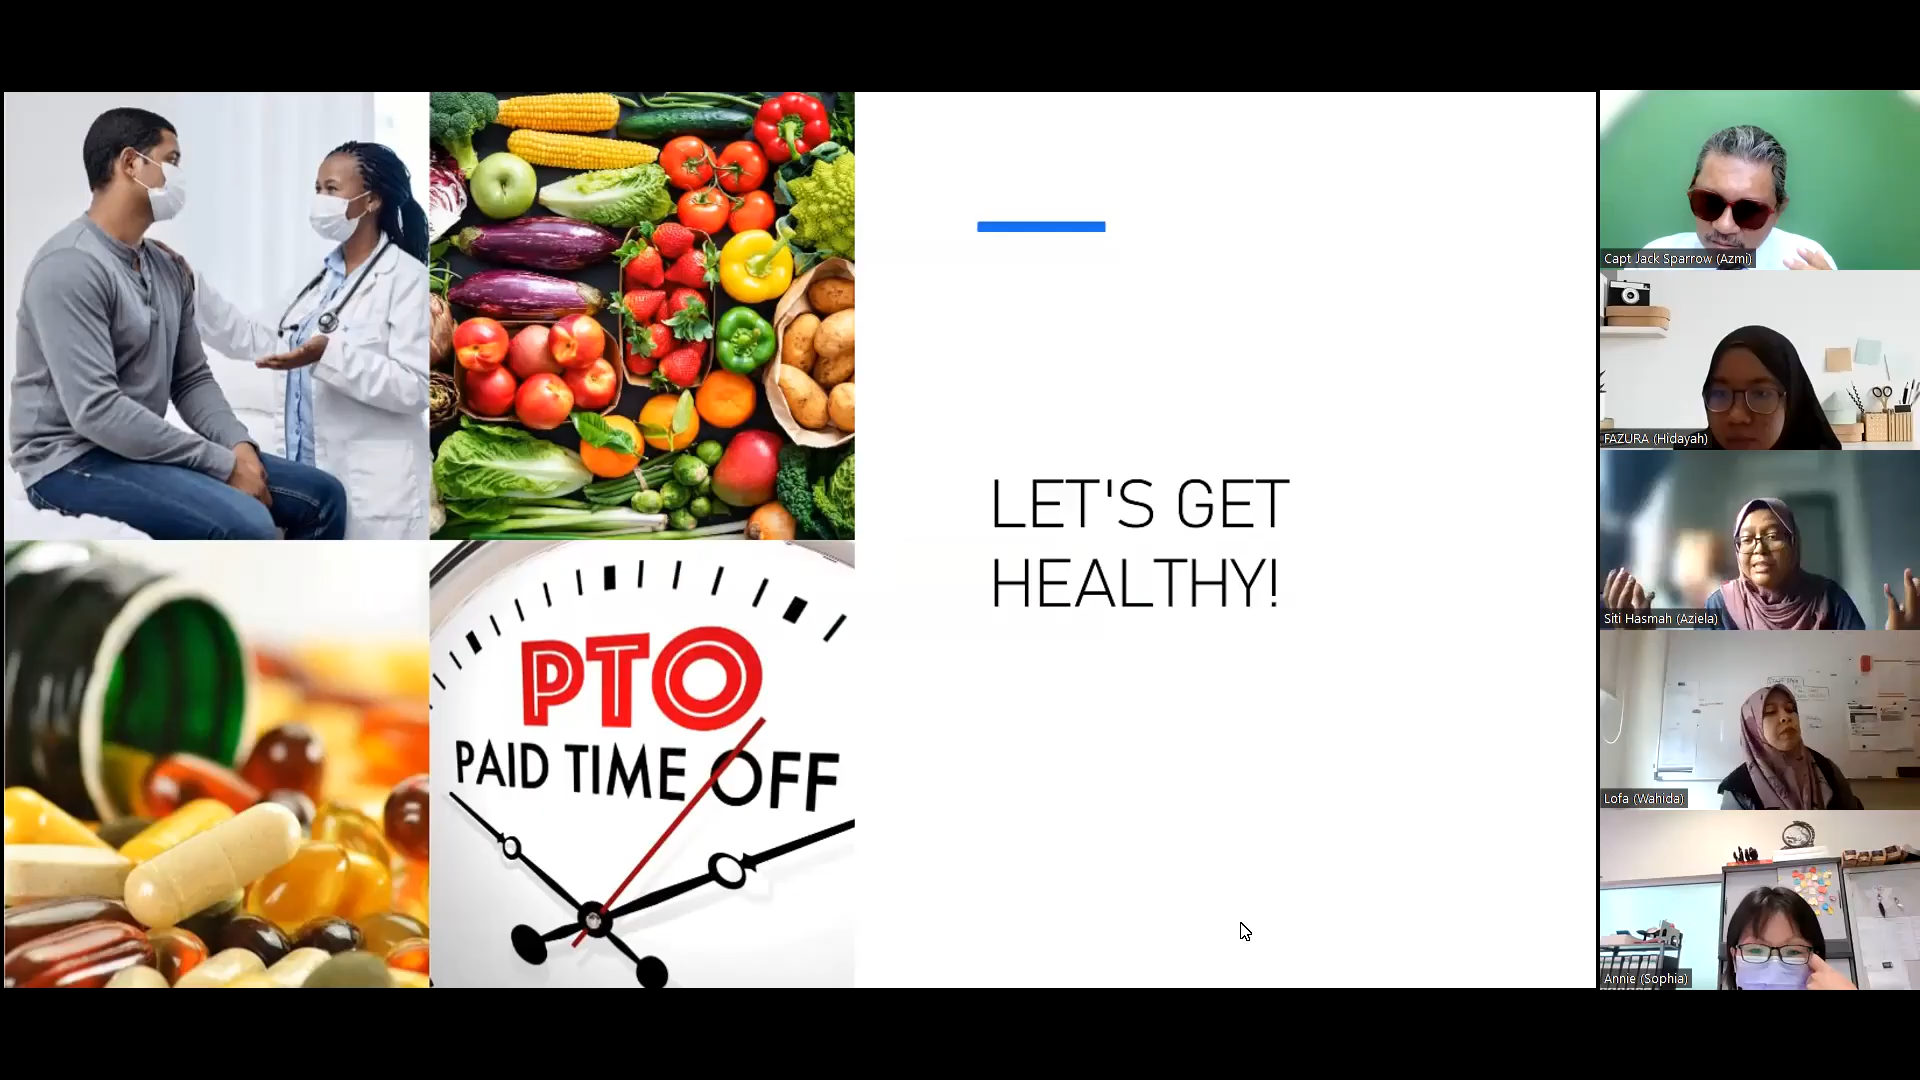 PTO
PAID TIME OFF
LET'S GET
HEALTHY!
Capt Jack Sparrow (Azmi)
FAZURA (Hidayah)
Siti Hasmah (Aziela)
Lofa (Wahida)
Annie (Sophia)